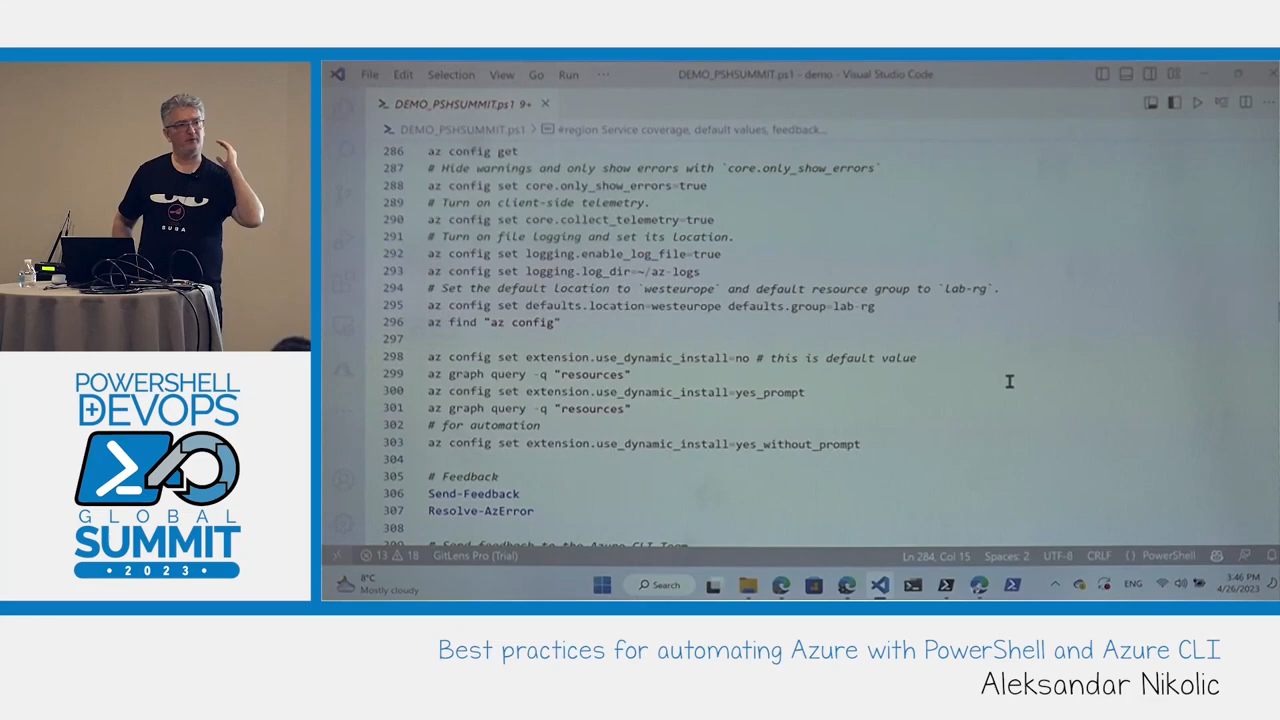 SUBA
POWERSHELL
+
DEVOPS
GLOBAL
SUMMIT
• 2023 •
File Edit Selection View Go Run ··· DEMO_PSHSUMMIT.ps1 - demo - Visual Studio Code
DEMO_PSHSUMMIT.ps1 9+ ×
DEMO_PSHSUMMIT.ps1 > #region Service coverage, default values, feedback...
286 az config get
287 # Hide warnings and only show errors with `core.only_show_errors`
288 az config set core.only_show_errors=true
289 # Turn on client-side telemetry.
290 az config set core.collect_telemetry=true
291 # Turn on file logging and set its location.
292 az config set logging.enable_log_file=true
293 az config set logging.log_dir=~/az-logs
294 # Set the default location to `westeurope` and default resource group to `lab-rg`.
295 az config set defaults.location=westeurope defaults.group=lab-rg
296 az find "az config"
297
298 az config set extension.use_dynamic_install=no # this is default value
299 az graph query -q "resources"
300 az config set extension.use_dynamic_install=yes_prompt
301 az graph query -q "resources"
302 # for automation
303 az config set extension.use_dynamic_install=yes_without_prompt
304
305 # Feedback
306 Send-Feedback
307 Resolve-AzError
308
309 # Send feedback to the Azure CLI Team
13 18 GitLens Pro (Trial) Ln 284, Col 15 Spaces: 2 UTF-8 CRLF {} PowerShell
8°C
Mostly cloudy
Search
ENG
3:46 PM
4/26/2023
Best practices for automating Azure with PowerShell and Azure CLI
Aleksandar Nikolic